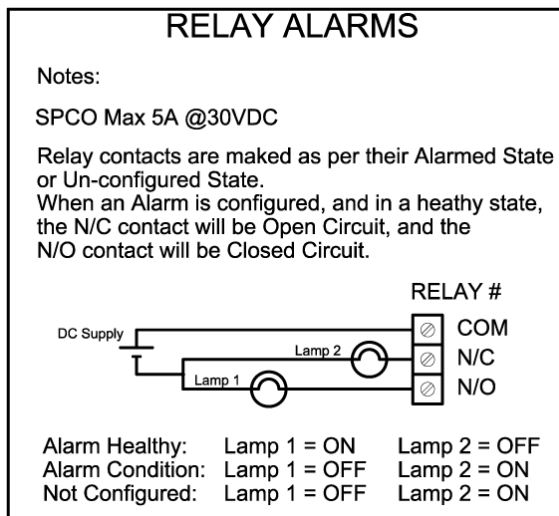 RELAY ALARMS
Notes:
SPCO Max 5A @30VDC
Relay contacts are maked as per their Alarmed State
or Un-configured State.
When an Alarm is configured, and in a heathy state,
the N/C contact will be Open Circuit, and the
N/O contact will be Closed Circuit.
RELAY #
DC Supply
COM
Lamp 2
N/C
Lamp 1
N/O
Alarm Healthy: Lamp 1 = ON Lamp 2 = OFF
Alarm Condition: Lamp 1 = OFF Lamp 2 = ON
Not Configured: Lamp 1 = OFF Lamp 2 = ON